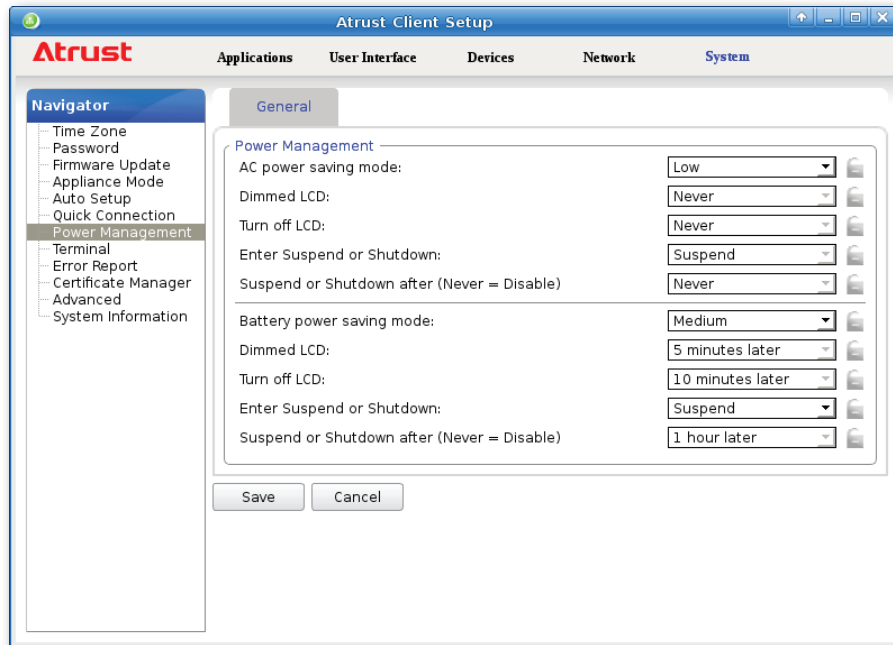 Atrust Client Setup
Atrust
Applications User Interface Devices Network System
Navigator
Time Zone
Password
Firmware Update
Appliance Mode
Auto Setup
Quick Connection
Power Management
Terminal
Error Report
Certificate Manager
Advanced
System Information
General
Power Management
AC power saving mode: Low
Dimmed LCD: Never
Turn off LCD: Never
Enter Suspend or Shutdown: Suspend
Suspend or Shutdown after (Never = Disable) Never
Battery power saving mode: Medium
Dimmed LCD: 5 minutes later
Turn off LCD: 10 minutes later
Enter Suspend or Shutdown: Suspend
Suspend or Shutdown after (Never = Disable) 1 hour later
Save Cancel